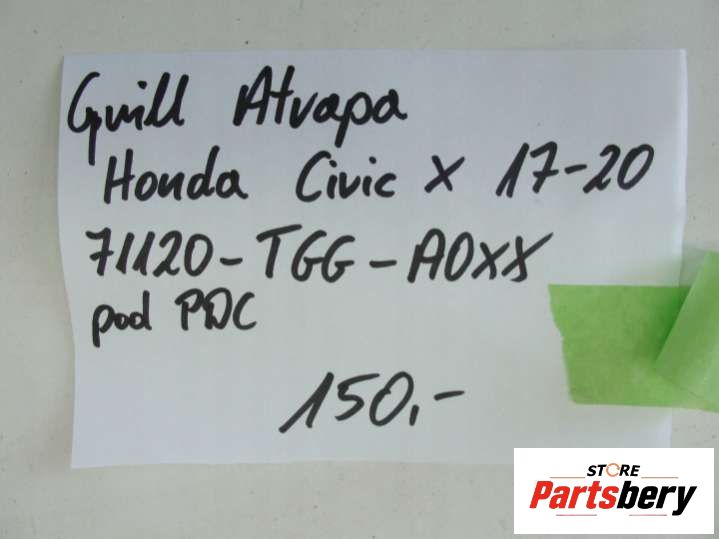 Grill Atrapa
Honda Civic X 17-20
71120-TGG-A0XX
pod PDC
150,-
STORE
Partsbery